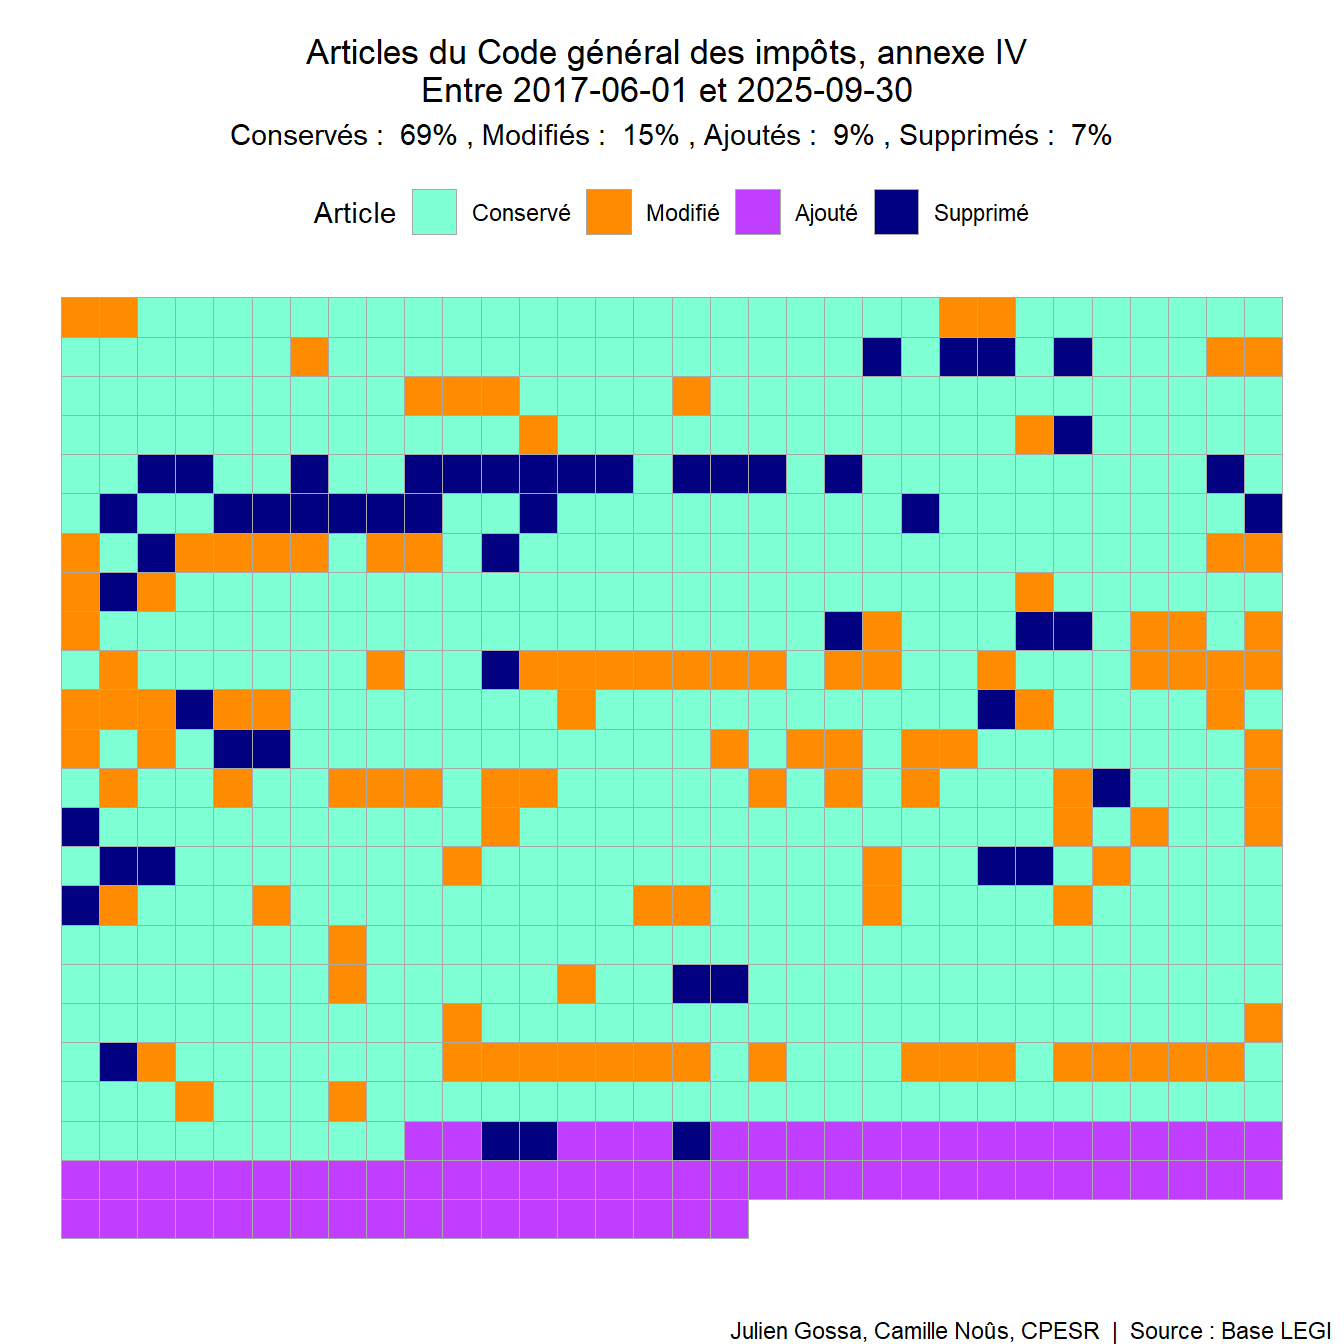 Articles du Code général des impôts, annexe IV
Entre 2017-06-01 et 2025-09-30
Conservés :  69% , Modifiés :  15% , Ajoutés :  9% , Supprimés :  7%
Article Conservé Modifié Ajouté Supprimé
Julien Gossa, Camille Noûs, CPESR | Source : Base LEGI